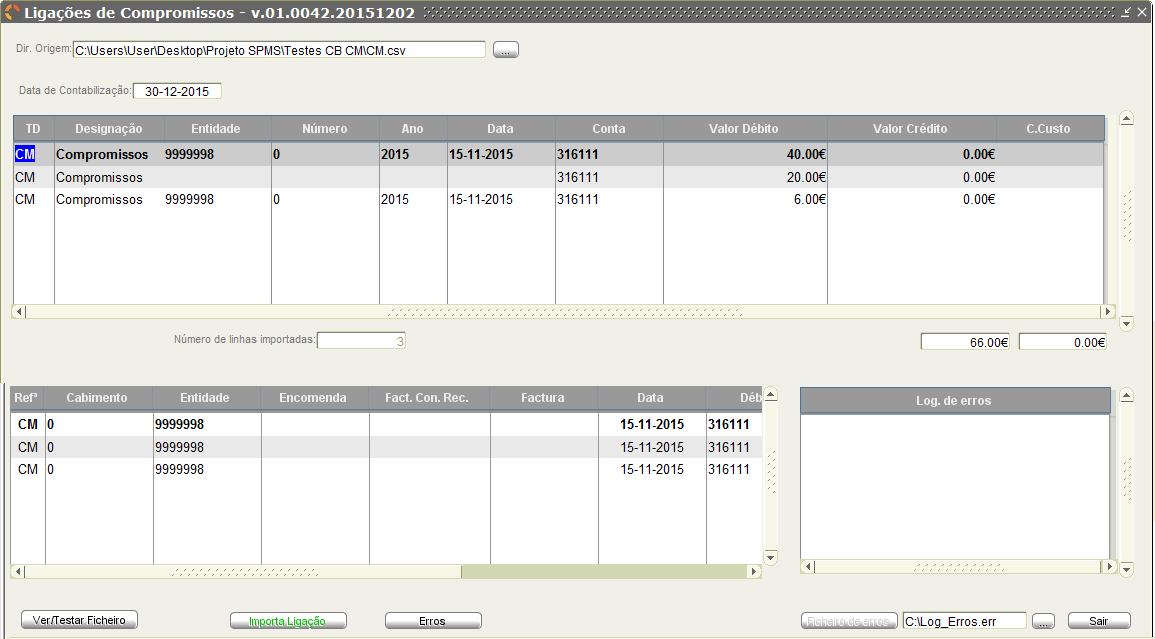 Ligações de Compromissos - v.01.0042.20151202
Dir. Origem: C:\Users\User\Desktop\Projeto SPMS\Testes CB CM\CM.csv ...
Data de Contabilização: 30-12-2015
TD Designação Entidade Número Ano Data Conta Valor Débito Valor Crédito C.Custo
CM Compromissos 9999998 0 2015 15-11-2015 316111 40.00€ 0.00€
CM Compromissos 316111 20.00€ 0.00€
CM Compromissos 9999998 0 2015 15-11-2015 316111 6.00€ 0.00€
Número de linhas importadas: 3 66.00€ 0.00€
Refª Cabimento Entidade Encomenda Fact. Con. Rec. Factura Data Déb
CM 0 9999998 15-11-2015 316111
CM 0 9999998 15-11-2015 316111
CM 0 9999998 15-11-2015 316111
Log. de erros
Ver/Testar Ficheiro Importa Ligação Erros Ficheiro de erros C:\Log_Erros.err ... Sair